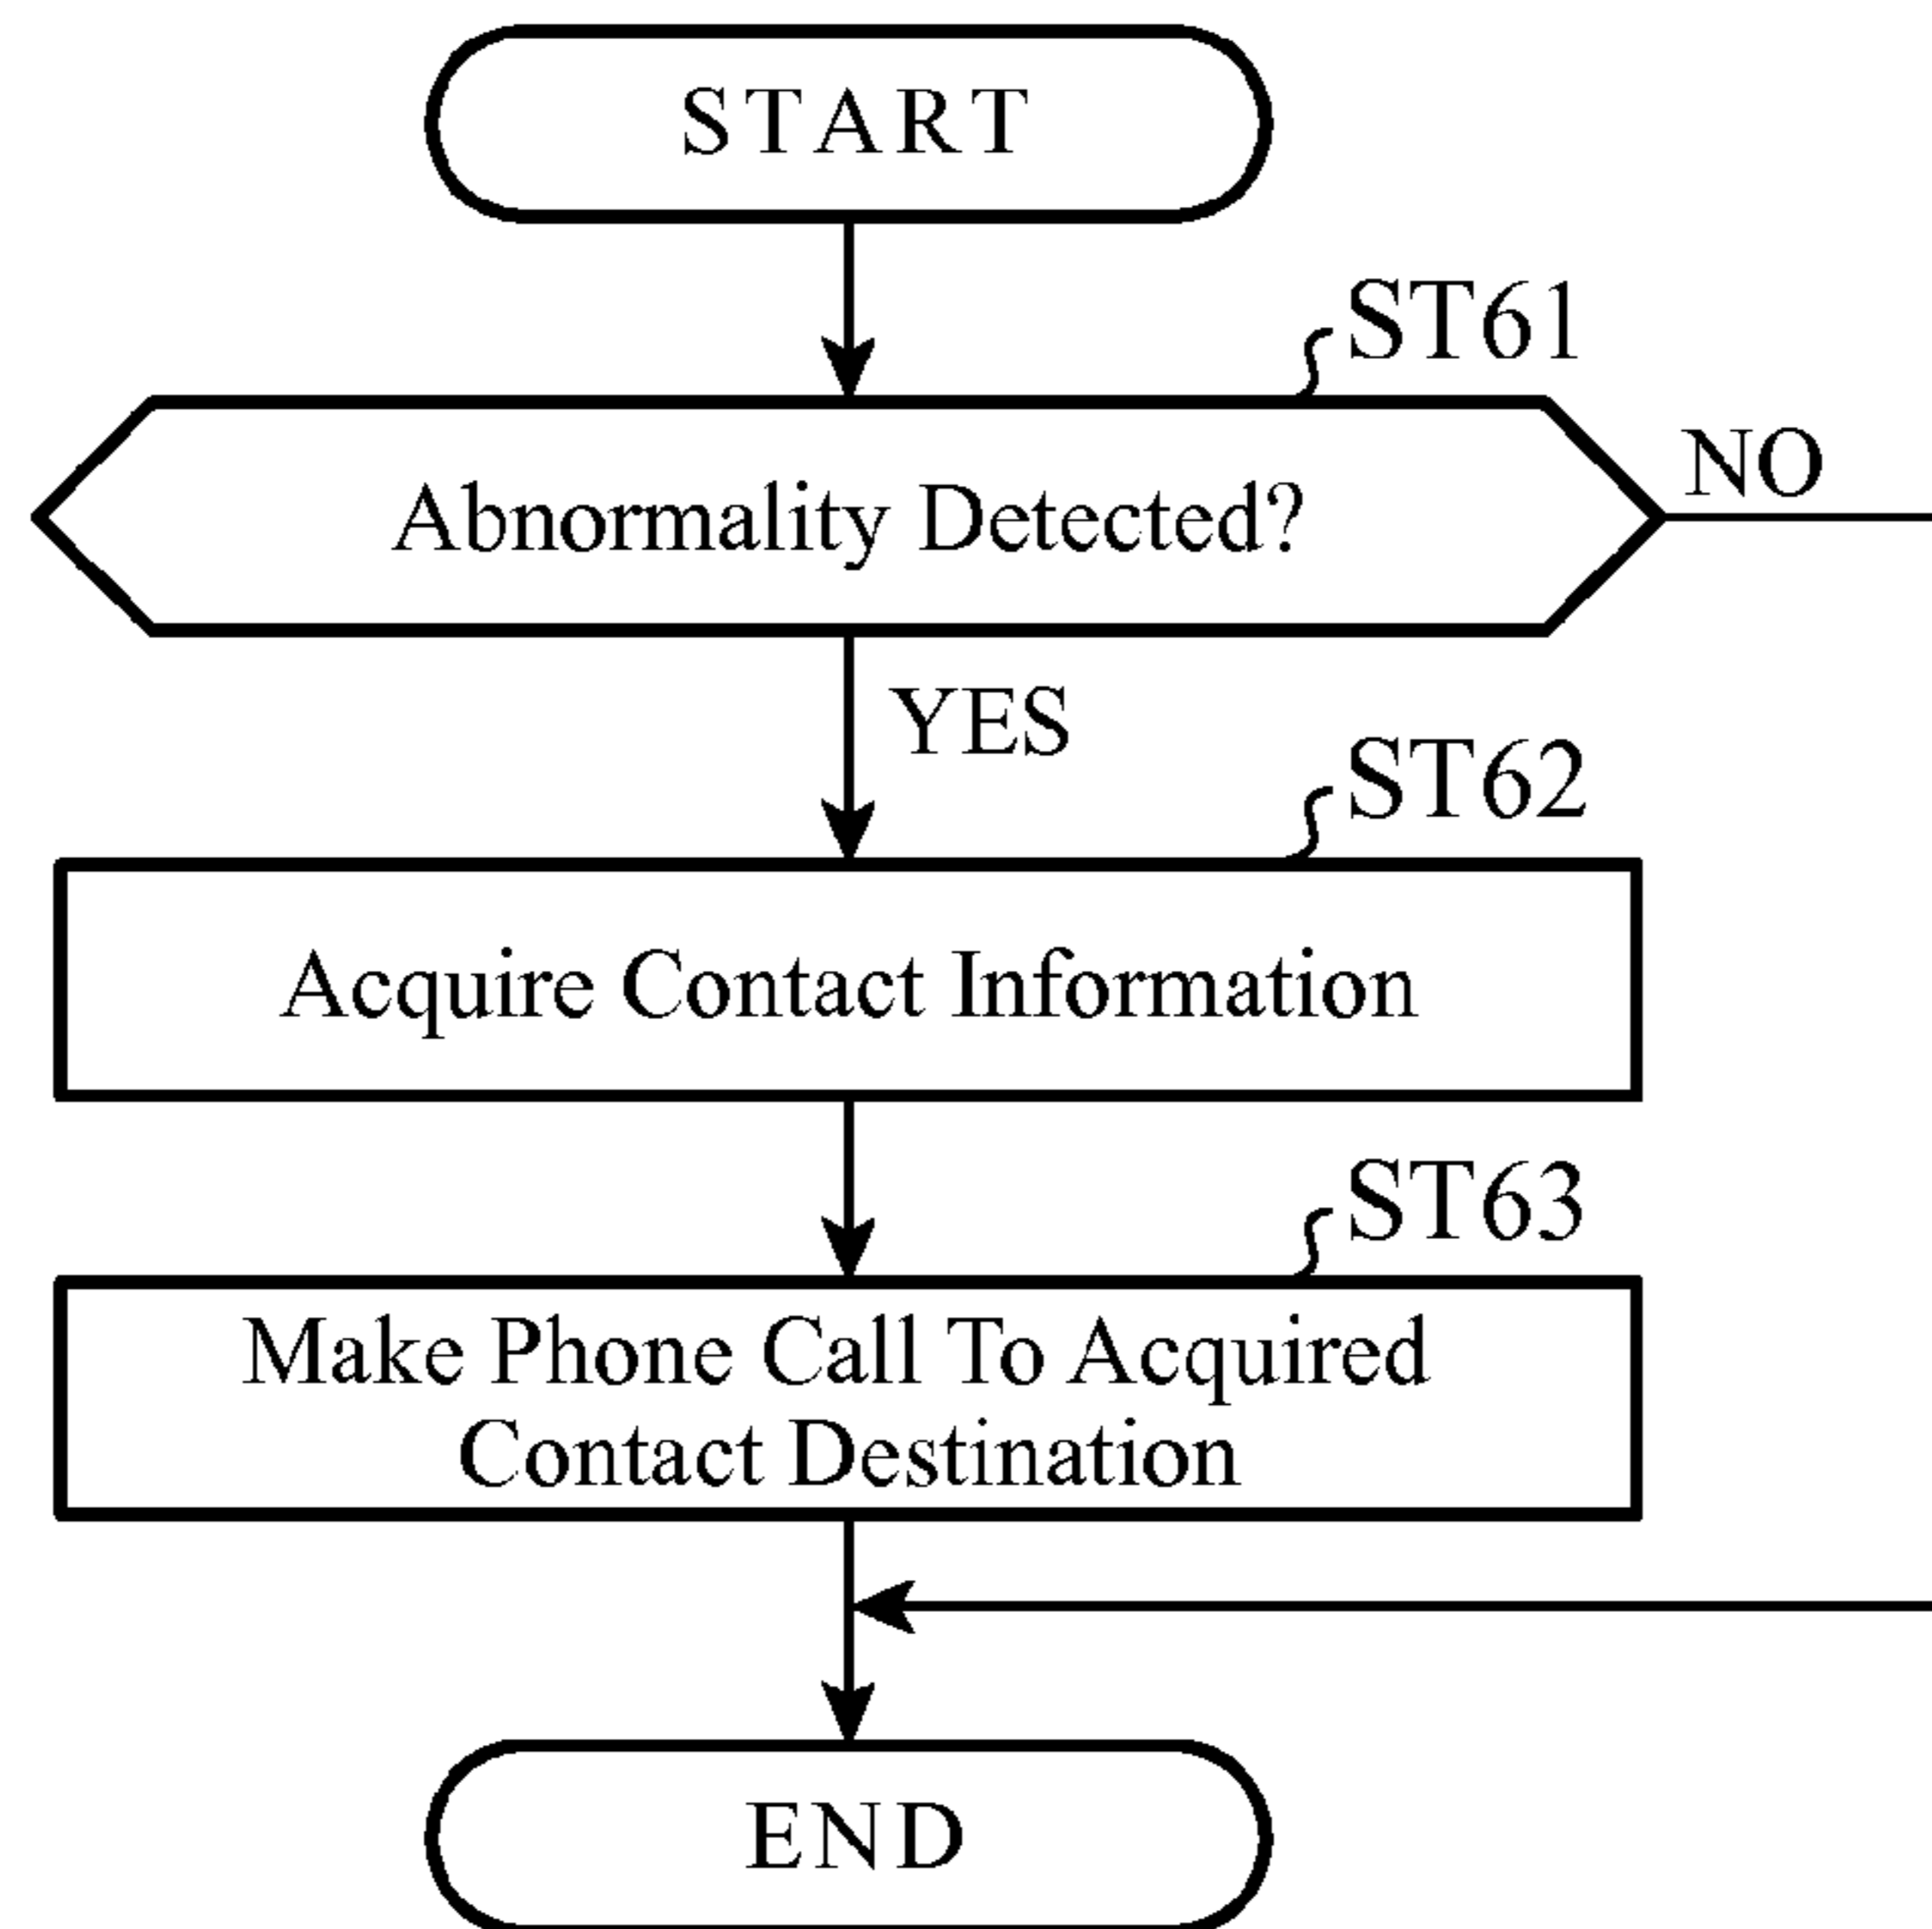 START
ST61
Abnormality Detected?
NO
YES
ST62
Acquire Contact Information
ST63
Make Phone Call To Acquired
Contact Destination
END